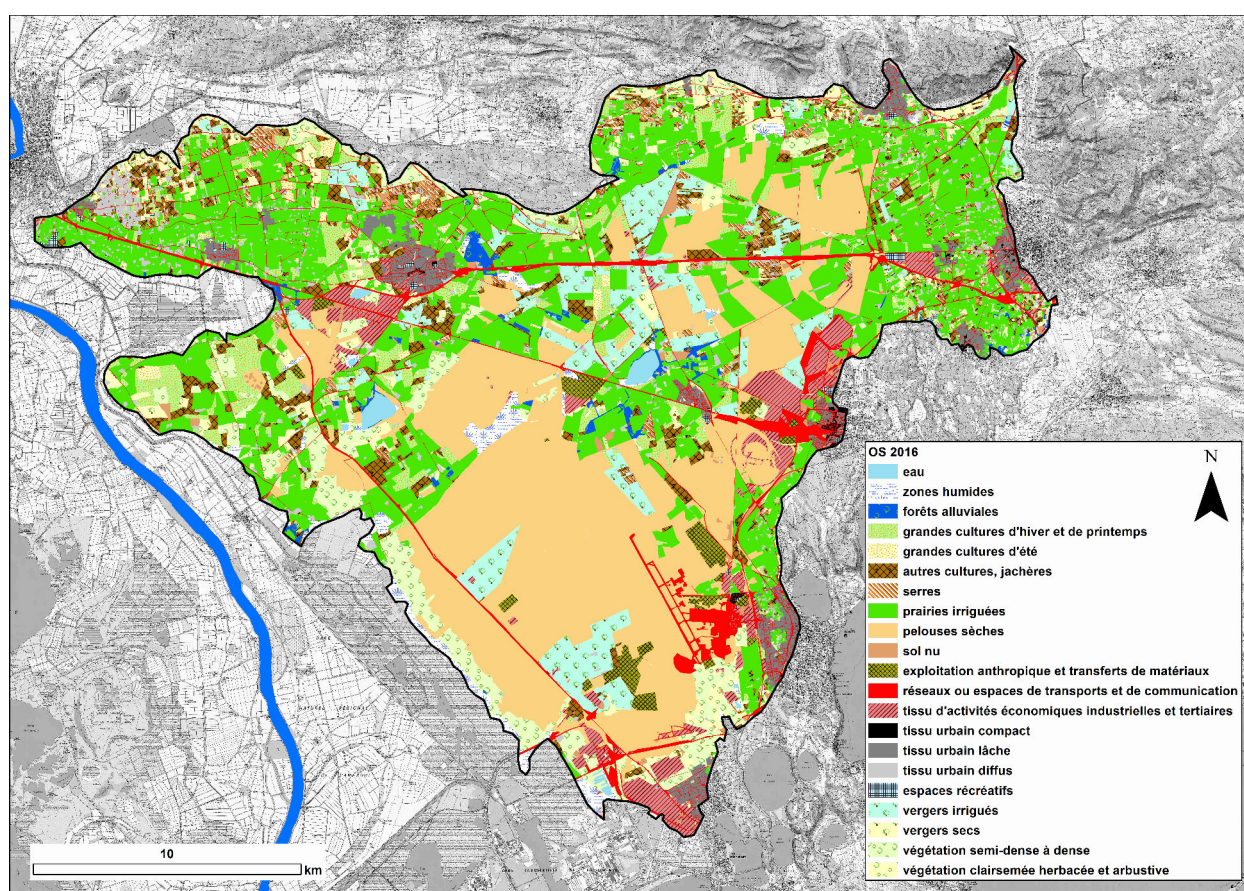 OS 2016
N
eau
zones humides
forêts alluviales
grandes cultures d'hiver et de printemps
grandes cultures d'été
autres cultures, jachères
serres
prairies irriguées
pelouses sèches
sol nu
exploitation anthropique et transferts de matériaux
réseaux ou espaces de transports et de communication
tissu d'activités économiques industrielles et tertiaires
tissu urbain compact
tissu urbain lâche
tissu urbain diffus
espaces récréatifs
vergers irrigués
vergers secs
végétation semi-dense à dense
végétation clairsemée herbacée et arbustive
10
km